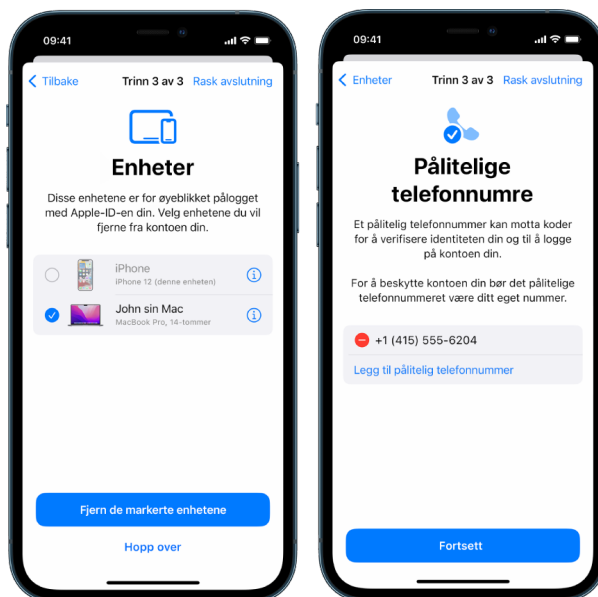 09:41
Tilbake
Trinn 3 av 3
Rask avslutning
Enheter
Disse enhetene er for øyeblikket pålogget
med Apple-ID-en din. Velg enhetene du vil
fjerne fra kontoen din.
iPhone
iPhone 12 (denne enheten)
John sin Mac
MacBook Pro, 14-tommer
Fjern de markerte enhetene
Hopp over
09:41
Enheter
Trinn 3 av 3
Rask avslutning
Pålitelige
telefonnumre
Et pålitelig telefonnummer kan motta koder
for å verifisere identiteten din og til å logge
på kontoen din.
For å beskytte kontoen din bør det pålitelige
telefonnummeret være ditt eget nummer.
+1 (415) 555-6204
Legg til pålitelig telefonnummer
Fortsett